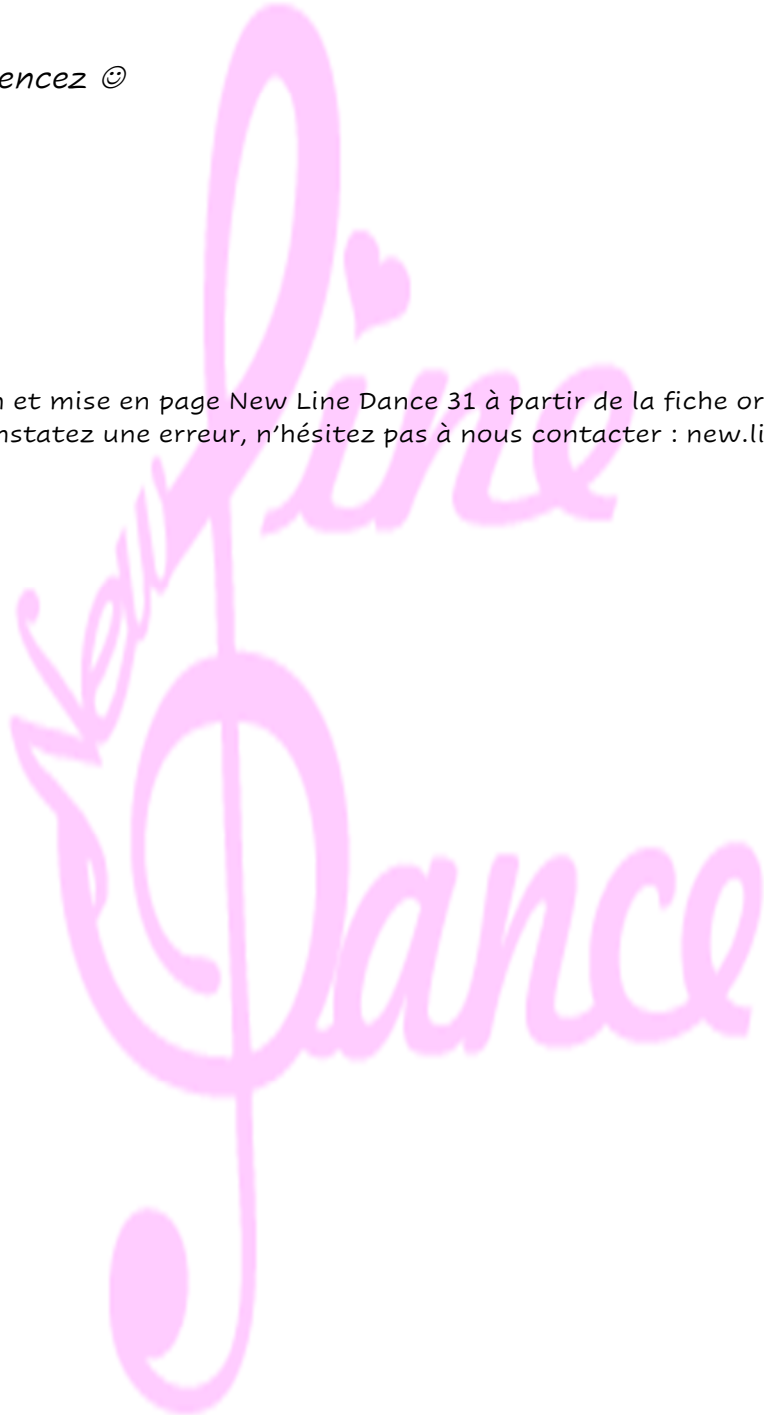 encez ☺
n et mise en page New Line Dance 31 à partir de la fiche or
nstatez une erreur, n’hésitez pas à nous contacter : new.li
New
Line
Dance